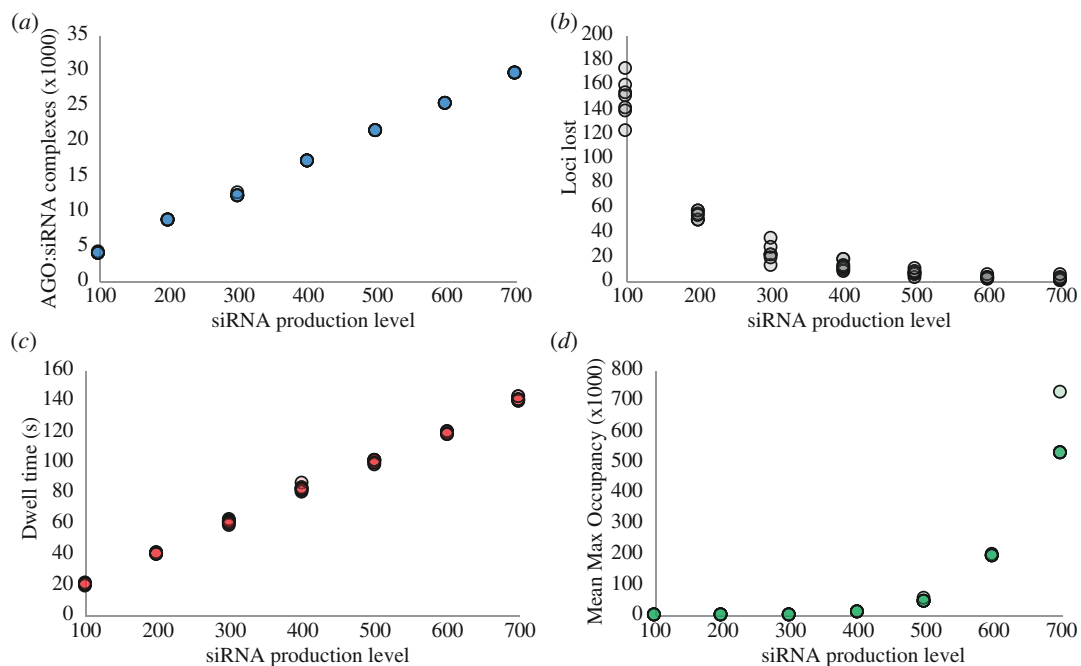 (a)
AGO:siRNA complexes (x1000)
35
30
25
20
15
10
5
0
100 200 300 400 500 600 700
siRNA production level
(b)
Loci lost
200
180
160
140
120
100
80
60
40
20
0
100 200 300 400 500 600 700
siRNA production level
(c)
Dwell time (s)
160
140
120
100
80
60
40
20
0
100 200 300 400 500 600 700
siRNA production level
(d)
Mean Max Occupancy (x1000)
800
700
600
500
400
300
200
100
0
100 200 300 400 500 600 700
siRNA production level